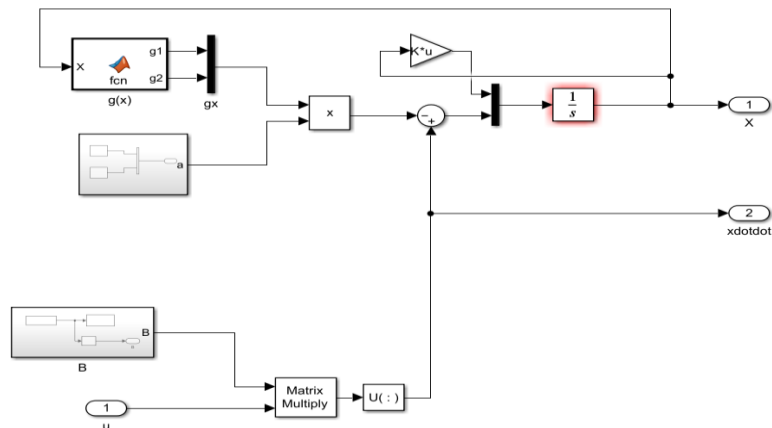 X
fcn
g1
g2
g(x)
gx
K*u
x
a
1
s
1
X
2
xdotdot
B
B
Matrix
Multiply
U( : )
1
u